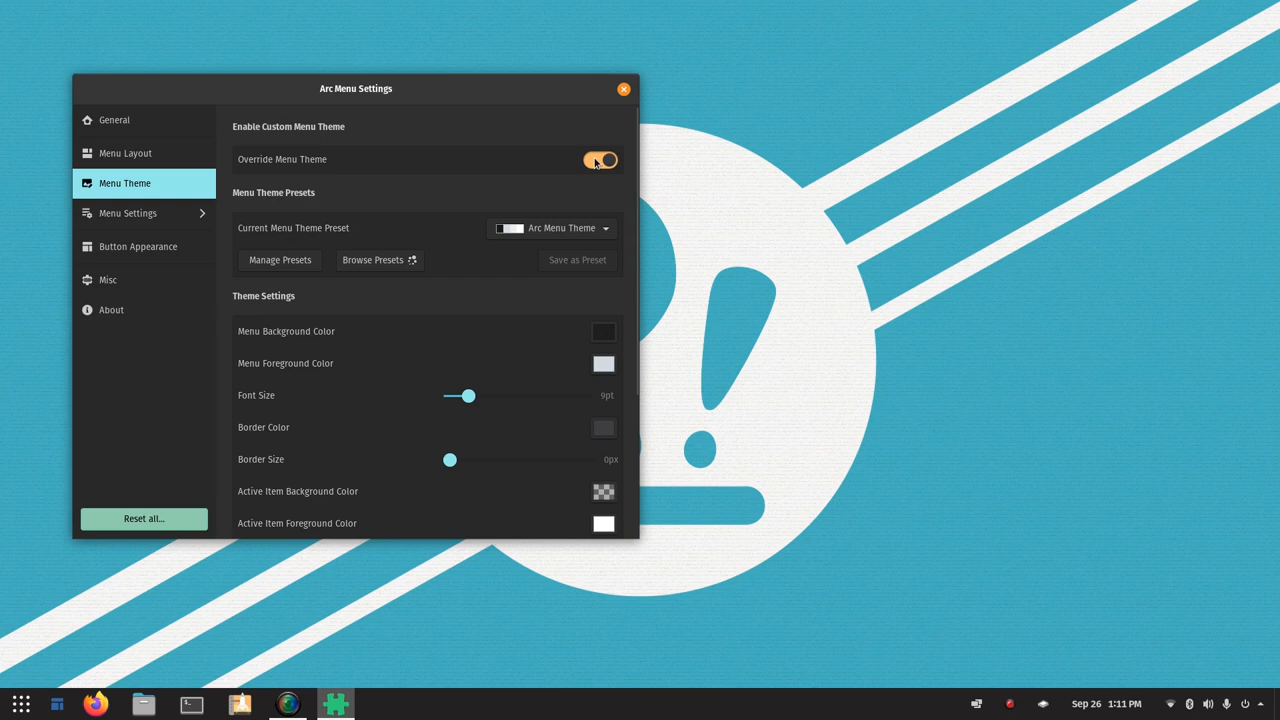 Arc Menu Settings
General
Menu Layout
Menu Theme
Menu Settings
Button Appearance
Misc
About
Reset all...
Enable Custom Menu Theme
Override Menu Theme
Menu Theme Presets
Current Menu Theme Preset Arc Menu Theme
Manage Presets Browse Presets Save as Preset
Theme Settings
Menu Background Color
Menu Foreground Color
Font Size 9pt
Border Color
Border Size 0px
Active Item Background Color
Active Item Foreground Color
Sep 26 1:11 PM